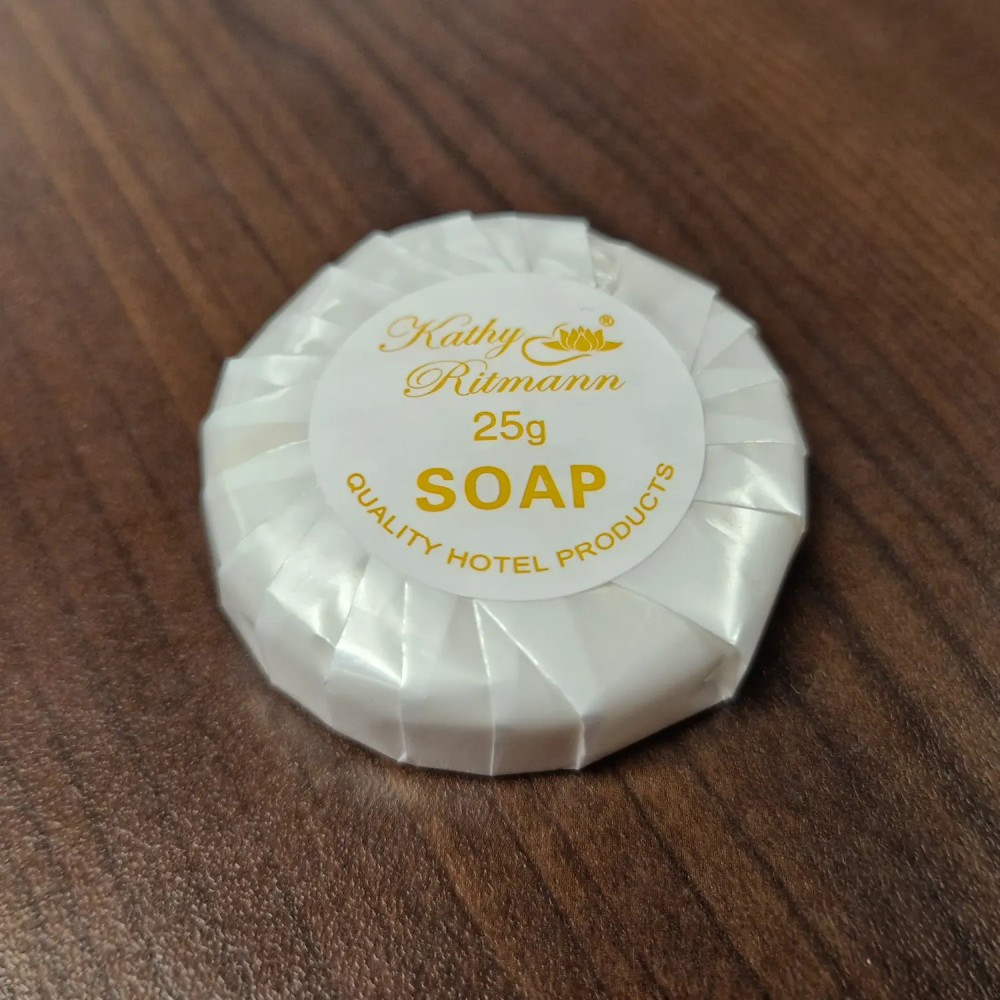 Kathy ®
Ritmann
25g
SOAP
QUALITY HOTEL PRODUCTS